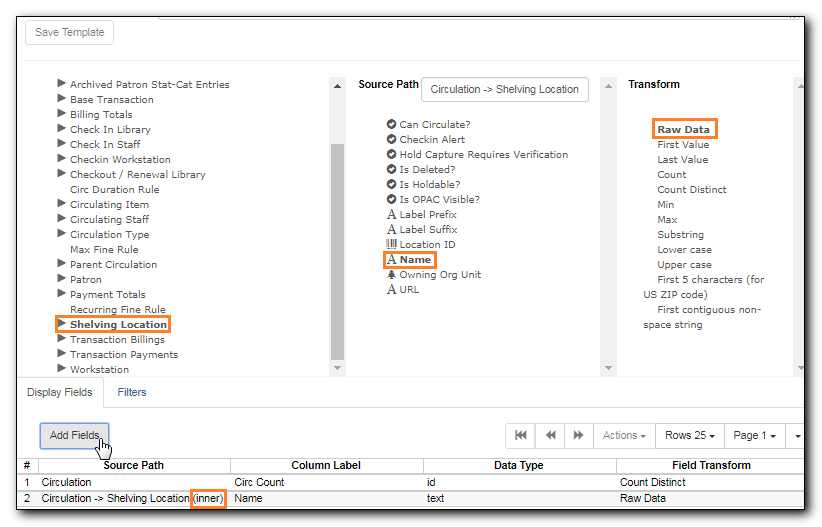 Save Template
Archived Patron Stat-Cat Entries
Base Transaction
Billing Totals
Check In Library
Check In Staff
Checkin Workstation
Checkout / Renewal Library
Circ Duration Rule
Circulating Item
Circulating Staff
Circulation Type
Max Fine Rule
Parent Circulation
Patron
Payment Totals
Recurring Fine Rule
Shelving Location
Transaction Billings
Transaction Payments
Workstation
Source Path Circulation -> Shelving Location
Can Circulate?
Checkin Alert
Hold Capture Requires Verification
Is Deleted?
Is Holdable?
Is OPAC Visible?
Label Prefix
Label Suffix
Location ID
Name
Owning Org Unit
URL
Transform
Raw Data
First Value
Last Value
Count
Count Distinct
Min
Max
Substring
Lower case
Upper case
First 5 characters (for
US ZIP code)
First contiguous non-
space string
Display Fields Filters
Add Fields Actions Rows 25 Page 1
# Source Path Column Label Data Type Field Transform
1 Circulation Circ Count id Count Distinct
2 Circulation -> Shelving Location (inner) Name text Raw Data